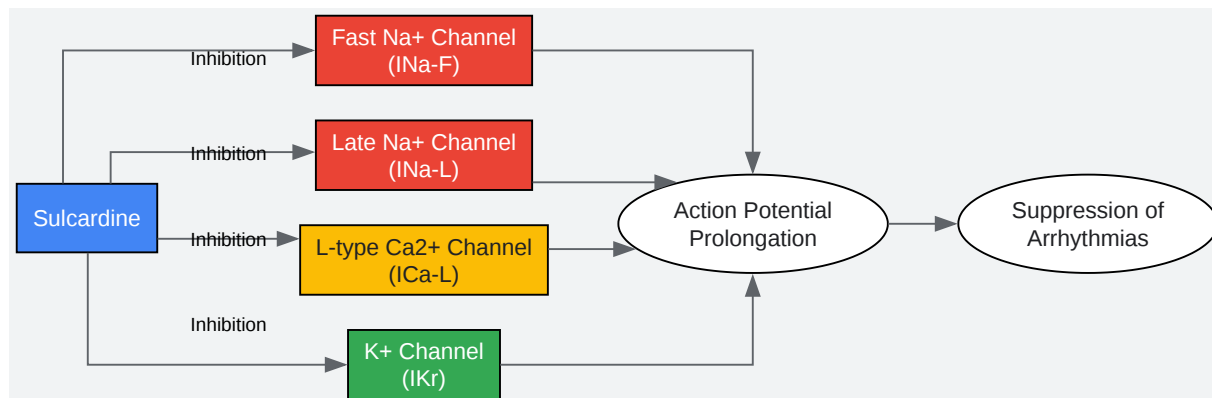 Fast Na+ Channel
(INa-F)
Inhibition
Late Na+ Channel
(INa-L)
Inhibition
Sulcardine
Action Potential
Prolongation
Suppression of
Arrhythmias
Inhibition
L-type Ca2+ Channel
(ICa-L)
Inhibition
K+ Channel
(IKr)